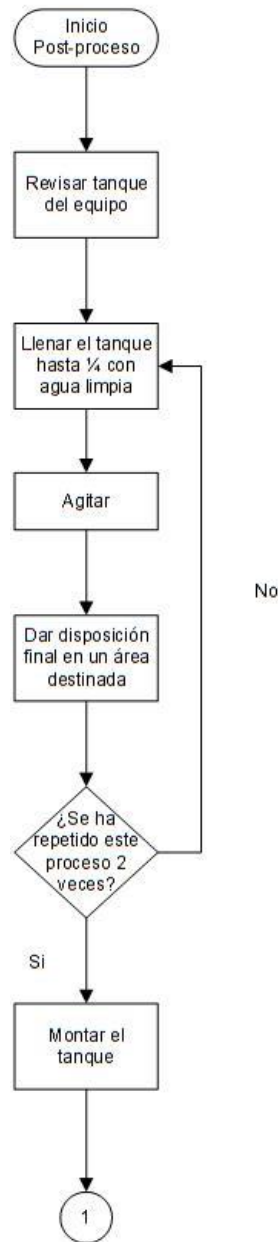 Inicio
Post-proceso
Revisar tanque
del equipo
Llenar el tanque
hasta ¼ con
agua limpia
Agitar
No
Dar disposición
final en un área
destinada
¿Se ha
repetido este
proceso 2
veces?
Si
Montar el
tanque
1